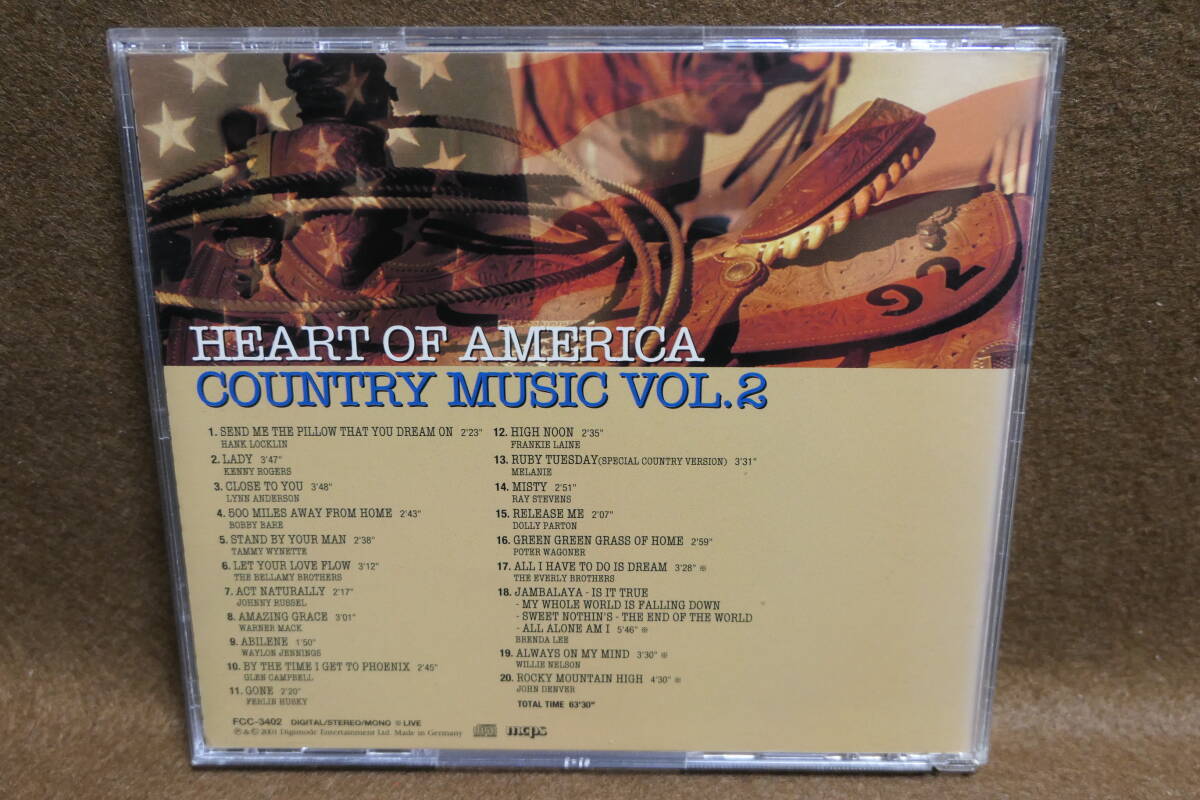 92
HEART OF AMERICA
COUNTRY MUSIC VOL.2
1. SEND ME THE PILLOW THAT YOU DREAM ON 2'23"
HANK LOCKLIN
2. LADY 3'47"
KENNY ROGERS
3. CLOSE TO YOU 3'48"
LYNN ANDERSON
4. 500 MILES AWAY FROM HOME 2'43"
BOBBY BARE
5. STAND BY YOUR MAN 2'38"
TAMMY WYNETTE
6. LET YOUR LOVE FLOW 3'12"
THE BELLAMY BROTHERS
7. ACT NATURALLY 2'17"
JOHNNY RUSSEL
8. AMAZING GRACE 3'01"
WARNER MACK
9. ABILENE 1'50"
WAYLON JENNINGS
10. BY THE TIME I GET TO PHOENIX 2'45"
GLEN CAMPBELL
11. GONE 2'20"
FERLIN HUSKY
12. HIGH NOON 2'35"
FRANKIE LAINE
13. RUBY TUESDAY(SPECIAL COUNTRY VERSION) 3'31"
MELANIE
14. MISTY 2'51"
RAY STEVENS
15. RELEASE ME 2'07"
DOLLY PARTON
16. GREEN GREEN GRASS OF HOME 2'59"
POTER WAGONER
17. ALL I HAVE TO DO IS DREAM 3'28" ※
THE EVERLY BROTHERS
18. JAMBALAYA - IS IT TRUE
- MY WHOLE WORLD IS FALLING DOWN
- SWEET NOTHIN'S - THE END OF THE WORLD
- ALL ALONE AM I 5'46" ※
BRENDA LEE
19. ALWAYS ON MY MIND 3'30" ※
WILLIE NELSON
20. ROCKY MOUNTAIN HIGH 4'30" ※
JOHN DENVER
TOTAL TIME 63'30"
FCC-3402 DIGITAL/STEREO/MONO ※LIVE
℗&© 2001 Digimode Entertainment Ltd. Made in Germany mcps